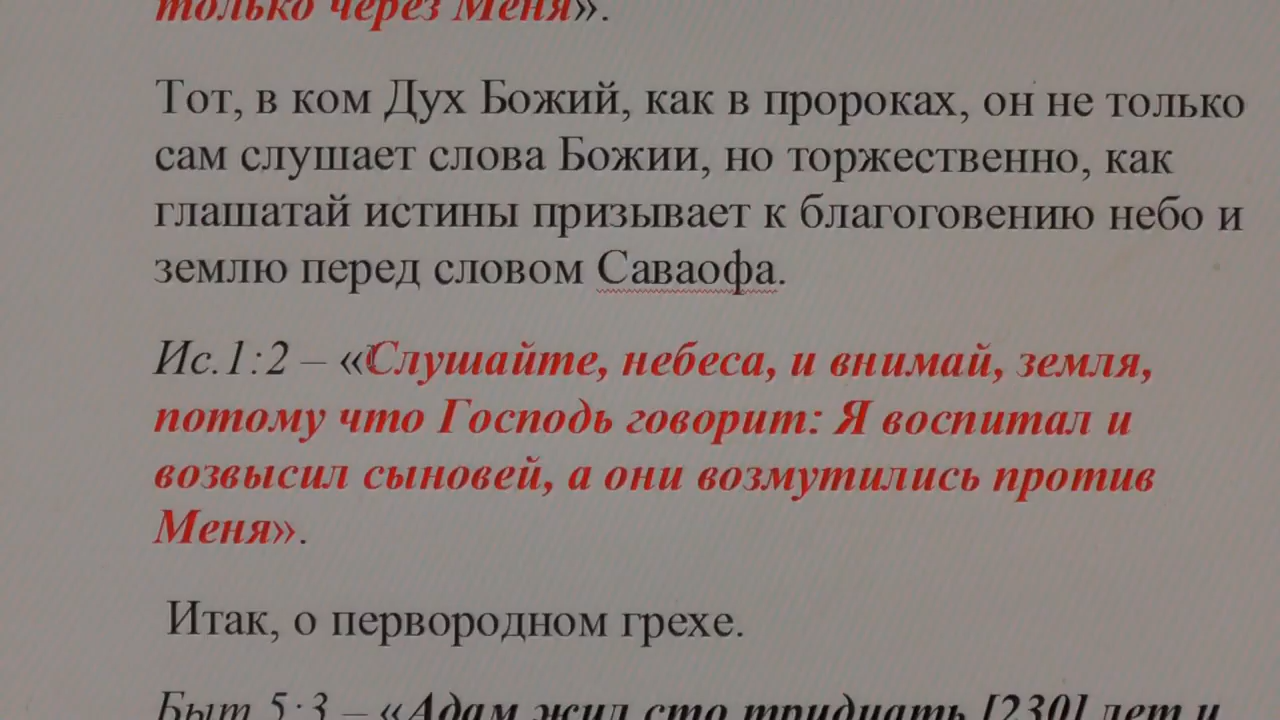 только через Меня».
Тот, в ком Дух Божий, как в пророках, он не только
сам слушает слова Божии, но торжественно, как
глашатай истины призывает к благоговению небо и
землю перед словом Саваофа.
Ис.1:2 – «Слушайте, небеса, и внимай, земля,
потому что Господь говорит: Я воспитал и
возвысил сыновей, а они возмутились против
Меня».
Итак, о первородном грехе.
Быт 5:3 – «Адам жил сто тридцать [230] лет и